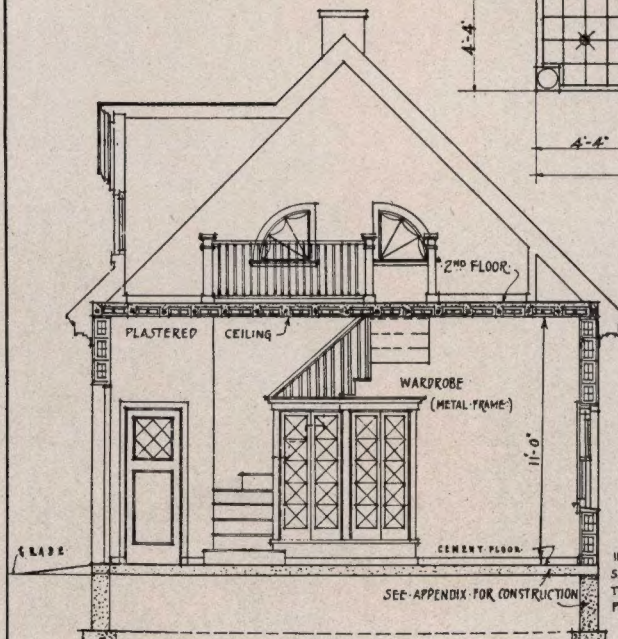 4'-4"
4'-4"
2ND FLOOR
PLASTERED CEILING
WARDROBE
(METAL·FRAME·)
11'-0"
CEMENT·FLOOR·
GRADE
SEE·APPENDIX·FOR CONSTRUCTION